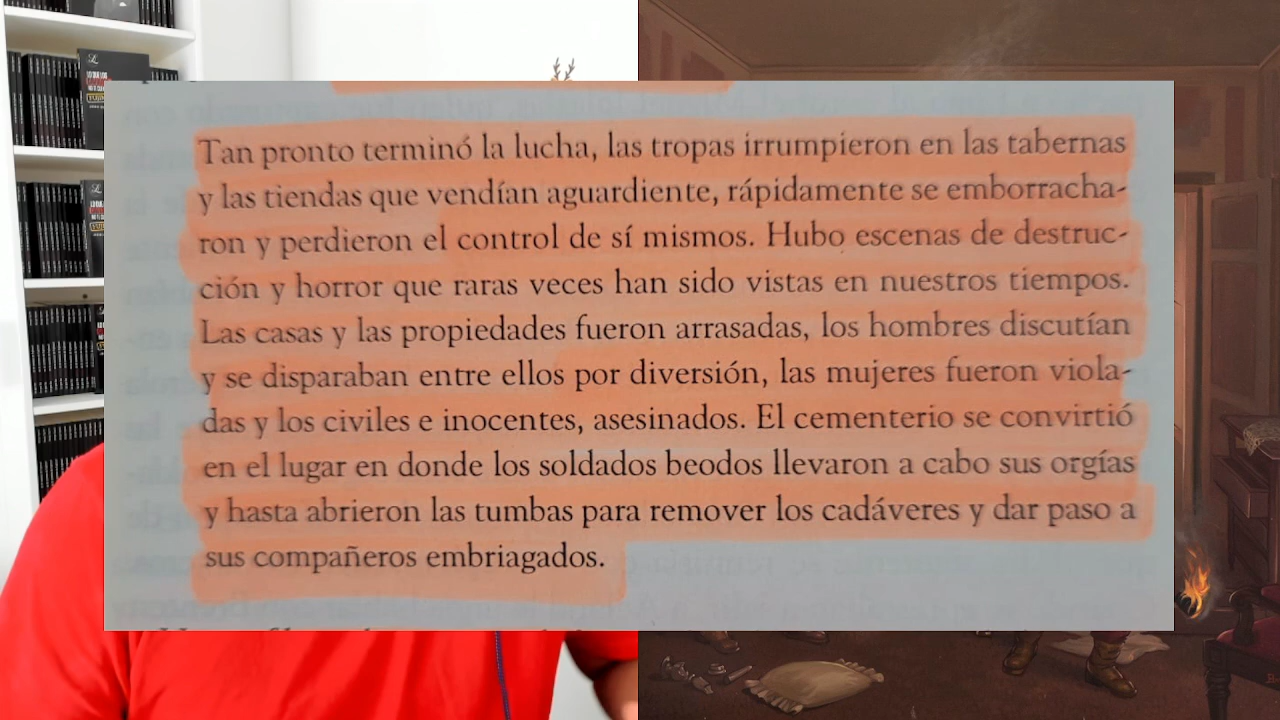 Tan pronto terminó la lucha, las tropas irrumpieron en las tabernas
y las tiendas que vendían aguardiente, rápidamente se emborracha-
ron y perdieron el control de sí mismos. Hubo escenas de destruc-
ción y horror que raras veces han sido vistas en nuestros tiempos.
Las casas y las propiedades fueron arrasadas, los hombres discutían
y se disparaban entre ellos por diversión, las mujeres fueron viola-
das y los civiles e inocentes, asesinados. El cementerio se convirtió
en el lugar en donde los soldados beodos llevaron a cabo sus orgías
y hasta abrieron las tumbas para remover los cadáveres y dar paso a
sus compañeros embriagados.